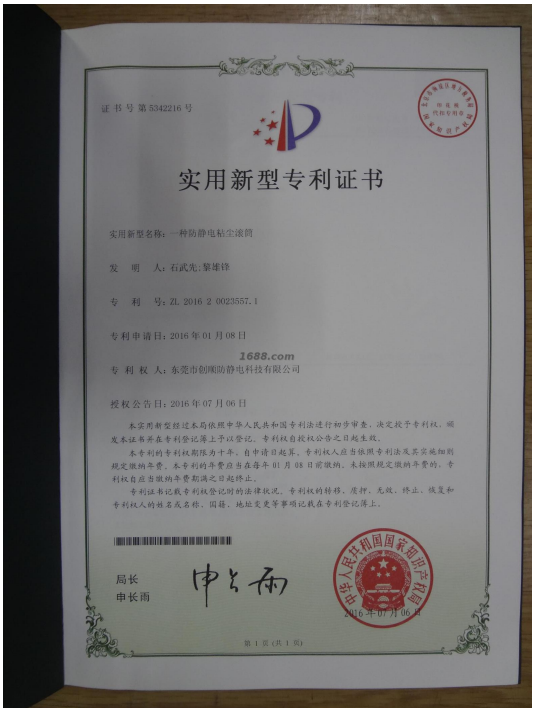 证书号第5342216号
实用新型专利证书
实用新型名称：一种防静电粘尘滚筒
发 明 人：石武先;黎雄锋
专 利 号：ZL 2016 2 0023557.1
专利申请日：2016年01月08日
1688.com
专 利 权 人：东莞市创顺防静电科技有限公司
授权公告日：2016年07月06日
本实用新型经过本局依照中华人民共和国专利法进行初步审查，决定授予专利权，颁
发本证书并在专利登记簿上予以登记。专利权自授权公告之日起生效。
本专利的专利权期限为十年，自申请日起算。专利权人应当依照专利法及其实施细则
规定缴纳年费。本专利的年费应当在每年01月08日前缴纳。未按照规定缴纳年费的，专
利权自应当缴纳年费期满之日起终止。
专利证书记载专利权登记时的法律状况。专利权的转移、质押、无效、终止、恢复和
专利权人的姓名或名称、国籍、地址变更等事项记载在专利登记簿上。
局长
申长雨
申长雨
中华人民共和国国家知识产权局
2016年07月06日
第1页(共1页)